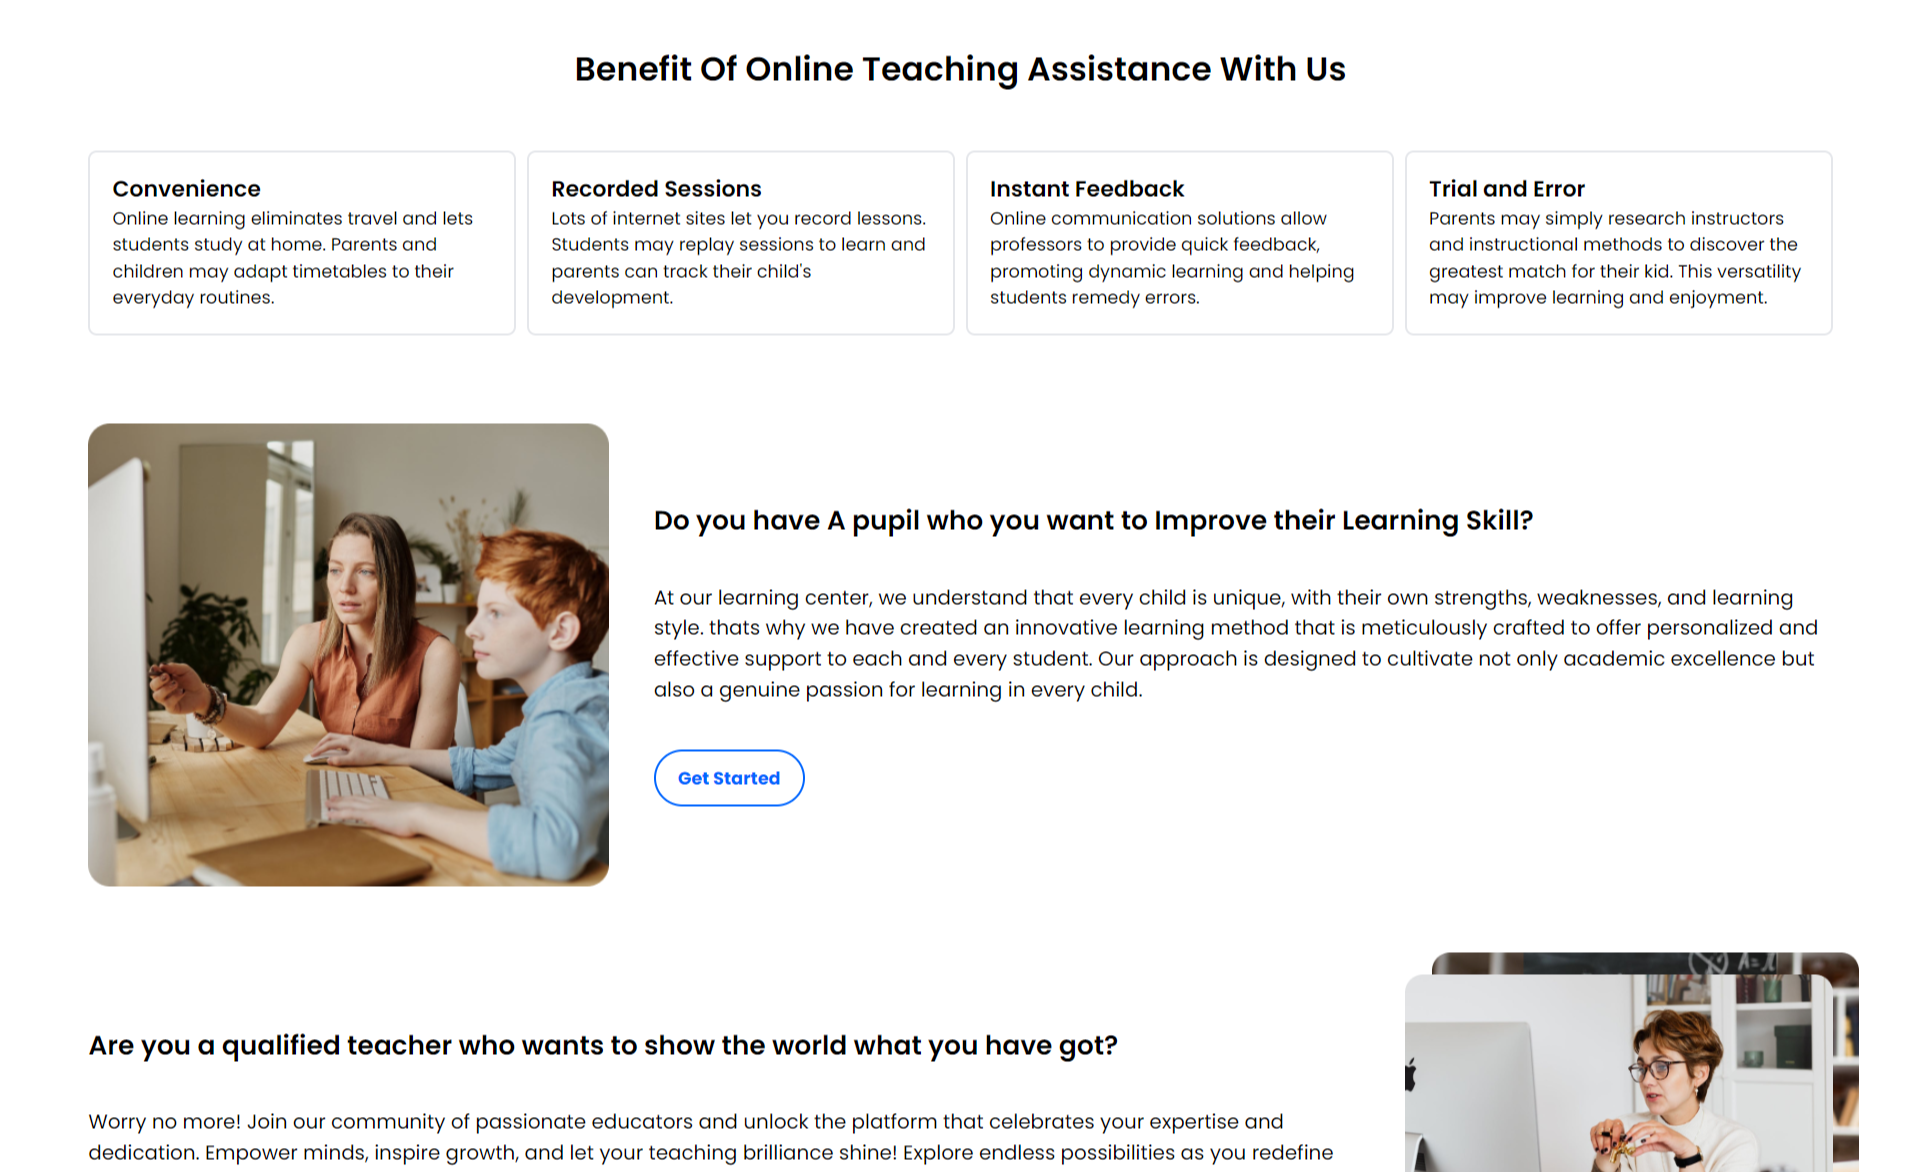 Benefit Of Online Teaching Assistance With Us
Convenience
Online learning eliminates travel and lets
students study at home. Parents and
children may adapt timetables to their
everyday routines.
Recorded Sessions
Lots of internet sites let you record lessons.
Students may replay sessions to learn and
parents can track their child's
development.
Instant Feedback
Online communication solutions allow
professors to provide quick feedback,
promoting dynamic learning and helping
students remedy errors.
Trial and Error
Parents may simply research instructors
and instructional methods to discover the
greatest match for their kid. This versatility
may improve learning and enjoyment.
Do you have A pupil who you want to Improve their Learning Skill?
At our learning center, we understand that every child is unique, with their own strengths, weaknesses, and learning
style. thats why we have created an innovative learning method that is meticulously crafted to offer personalized and
effective support to each and every student. Our approach is designed to cultivate not only academic excellence but
also a genuine passion for learning in every child.
Get Started
Are you a qualified teacher who wants to show the world what you have got?
Worry no more! Join our community of passionate educators and unlock the platform that celebrates your expertise and
dedication. Empower minds, inspire growth, and let your teaching brilliance shine! Explore endless possibilities as you redefine